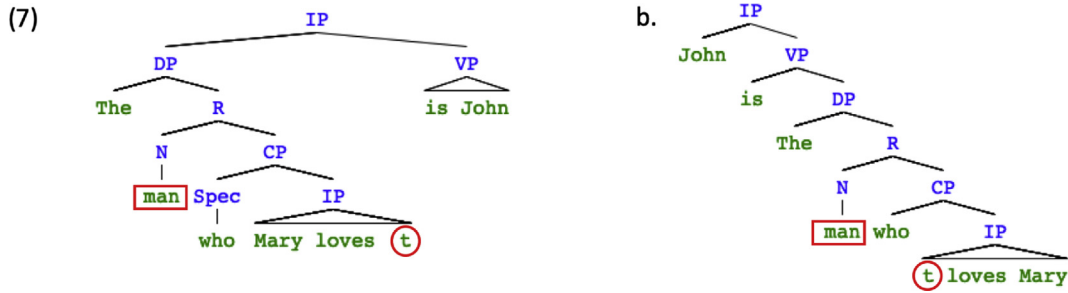 (7) IP b. IP
DP VP John VP
The R is John is DP
N CP The R
man Spec IP N CP
who Mary loves t man who IP
t loves Mary